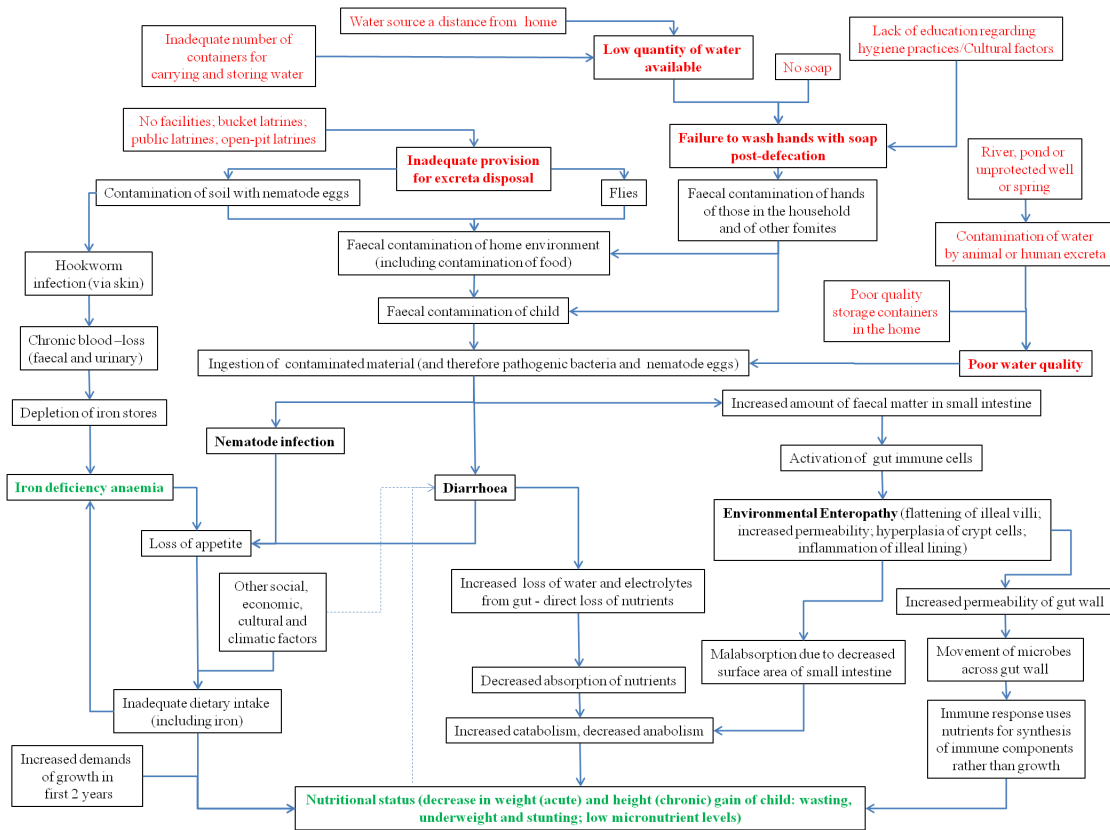 Water source a distance from home
Inadequate number of
containers for
carrying and storing water
Low quantity of water
available
Lack of education regarding
hygiene practices/Cultural factors
No soap
No facilities; bucket latrines;
public latrines; open-pit latrines
Failure to wash hands with soap
post-defecation
Inadequate provision
for excreta disposal
River, pond or
unprotected well
or spring
Contamination of soil with nematode eggs
Flies
Faecal contamination of hands
of those in the household
and of other fomites
Faecal contamination of home environment
(including contamination of food)
Contamination of water
by animal or human excreta
Hookworm
infection (via skin)
Faecal contamination of child
Poor quality
storage containers
in the home
Chronic blood –loss
(faecal and urinary)
Ingestion of contaminated material (and therefore pathogenic bacteria and nematode eggs)
Poor water quality
Depletion of iron stores
Increased amount of faecal matter in small intestine
Nematode infection
Activation of gut immune cells
Iron deficiency anaemia
Diarrhoea
Environmental Enteropathy (flattening of illeal villi;
increased permeability; hyperplasia of crypt cells;
inflammation of illeal lining)
Loss of appetite
Other social,
economic,
cultural and
climatic factors
Increased loss of water and electrolytes
from gut - direct loss of nutrients
Increased permeability of gut wall
Malabsorption due to decreased
surface area of small intestine
Movement of microbes
across gut wall
Decreased absorption of nutrients
Inadequate dietary intake
(including iron)
Increased catabolism, decreased anabolism
Immune response uses
nutrients for synthesis
of immune components
rather than growth
Increased demands
of growth in
first 2 years
Nutritional status (decrease in weight (acute) and height (chronic) gain of child: wasting,
underweight and stunting; low micronutrient levels)